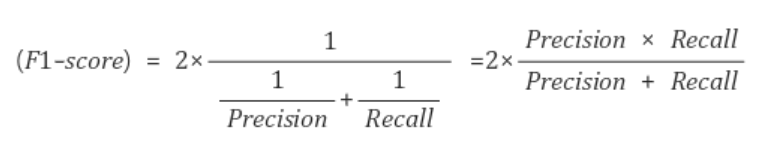 (F1-score) = 2× 1 / (1/Precision + 1/Recall) =2× Precision × Recall / Precision + Recall